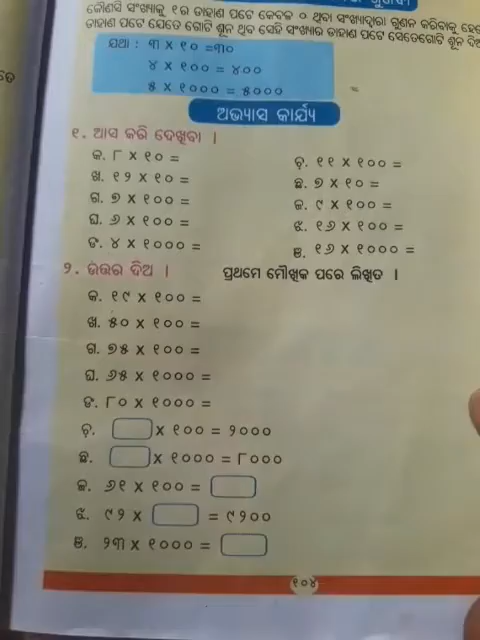 କୌଣସି ସଂଖ୍ୟାକୁ ୧ ର ଡାହାଣ ପଟେ କେବଳ ୦ ଥିବା ସଂଖ୍ୟାଦ୍ୱାରା ଗୁଣନ କରିବାକୁ
ଡାହାଣ ପଟେ ଯେତେ ଗୋଟି ଶୂନ ଥିବ ସେହି ସଂଖ୍ୟାର ଡାହାଣ ପଟେ ସେତେଗୋଟି ଶୂନ
ଯଥା : ୩ X ୧୦ =୩୦
୪ X ୧୦୦ = ୪୦୦
୫ X ୧୦୦୦ = ୫୦୦୦
ଅଭ୍ୟାସ କାର୍ଯ୍ୟ
୧. ଆସ କରି ଦେଖିବା ।
କ. ୮ X ୧୦ =
ଖ. ୧୨ X ୧୦ =
ଗ. ୭ X ୧୦୦ =
ଘ. ୬ X ୧୦୦ =
ଙ. ୪ X ୧୦୦୦ =
ଚ. ୧୧ X ୧୦୦ =
ଛ. ୭ X ୧୦ =
ଜ. ୯ X ୧୦୦ =
ଝ. ୧୬ X ୧୦୦ =
ଞ. ୧୬ X ୧୦୦୦ =
୨. ଉତ୍ତର ଦିଅ । ପ୍ରଥମେ ମୌଖିକ ପରେ ଲିଖିତ ।
କ. ୧୯ X ୧୦୦ =
ଖ. ୫୦ X ୧୦୦ =
ଗ. ୭୫ X ୧୦୦ =
ଘ. ୬୫ X ୧୦୦୦ =
ଙ. ୮୦ X ୧୦୦୦ =
ଚ. X ୧୦୦ = ୨୦୦୦
ଛ. X ୧୦୦୦ = ୮୦୦୦
ଜ. ୬୧ X ୧୦୦ =
ଝ. ୯୨ X = ୯୨୦୦
ଞ. ୨୩ X ୧୦୦୦ =
୧୦୪